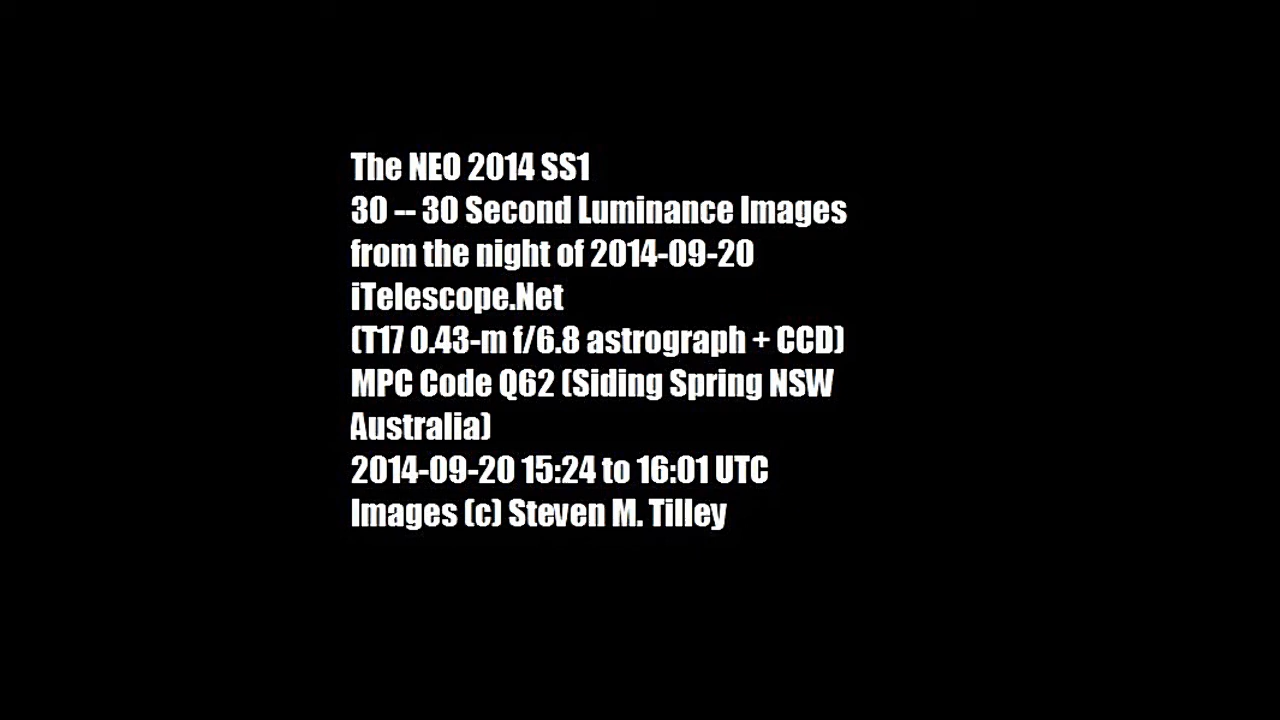 The NEO 2014 SS1
30 -- 30 Second Luminance Images
from the night of 2014-09-20
iTelescope.Net
(T17 0.43-m f/6.8 astrograph + CCD)
MPC Code Q62 (Siding Spring NSW
Australia)
2014-09-20 15:24 to 16:01 UTC
Images (c) Steven M. Tilley